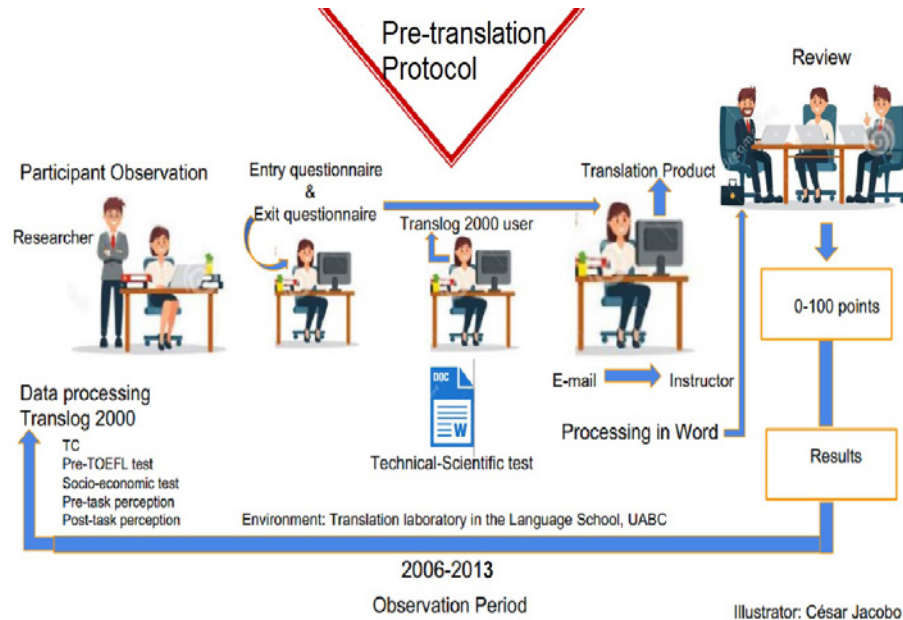 Pre-translation
Protocol
Review
Participant Observation
Researcher
Entry questionnaire
&
Exit questionnaire
Translog 2000 user
Translation Product
0-100 points
E-mail
Instructor
Data processing
Translog 2000
TC
Pre-TOEFL test
Socio-economic test
Pre-task perception
Post-task perception
DOC
W
Technical-Scientific test
Processing in Word
Results
Environment: Translation laboratory in the Language School, UABC
2006-2013
Observation Period
Illustrator: César Jacobo